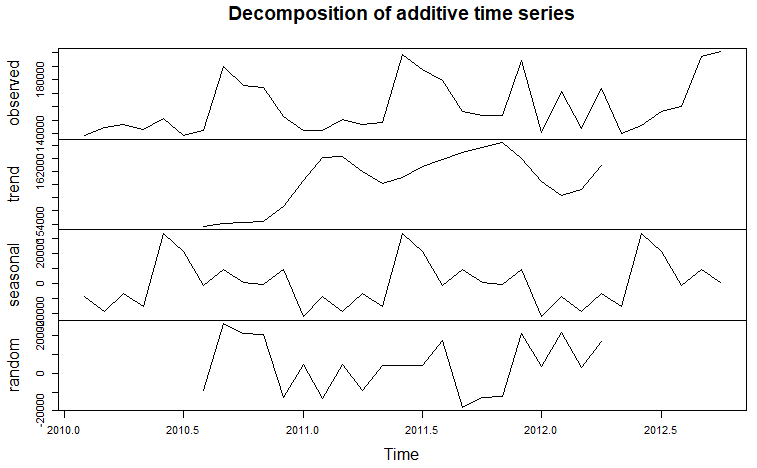 Decomposition of additive time series
observed
180000
140000
trend
162000
54000
seasonal
20000
0
random
20000
0
-20000
2010.0
2010.5
2011.0
2011.5
2012.0
2012.5
Time